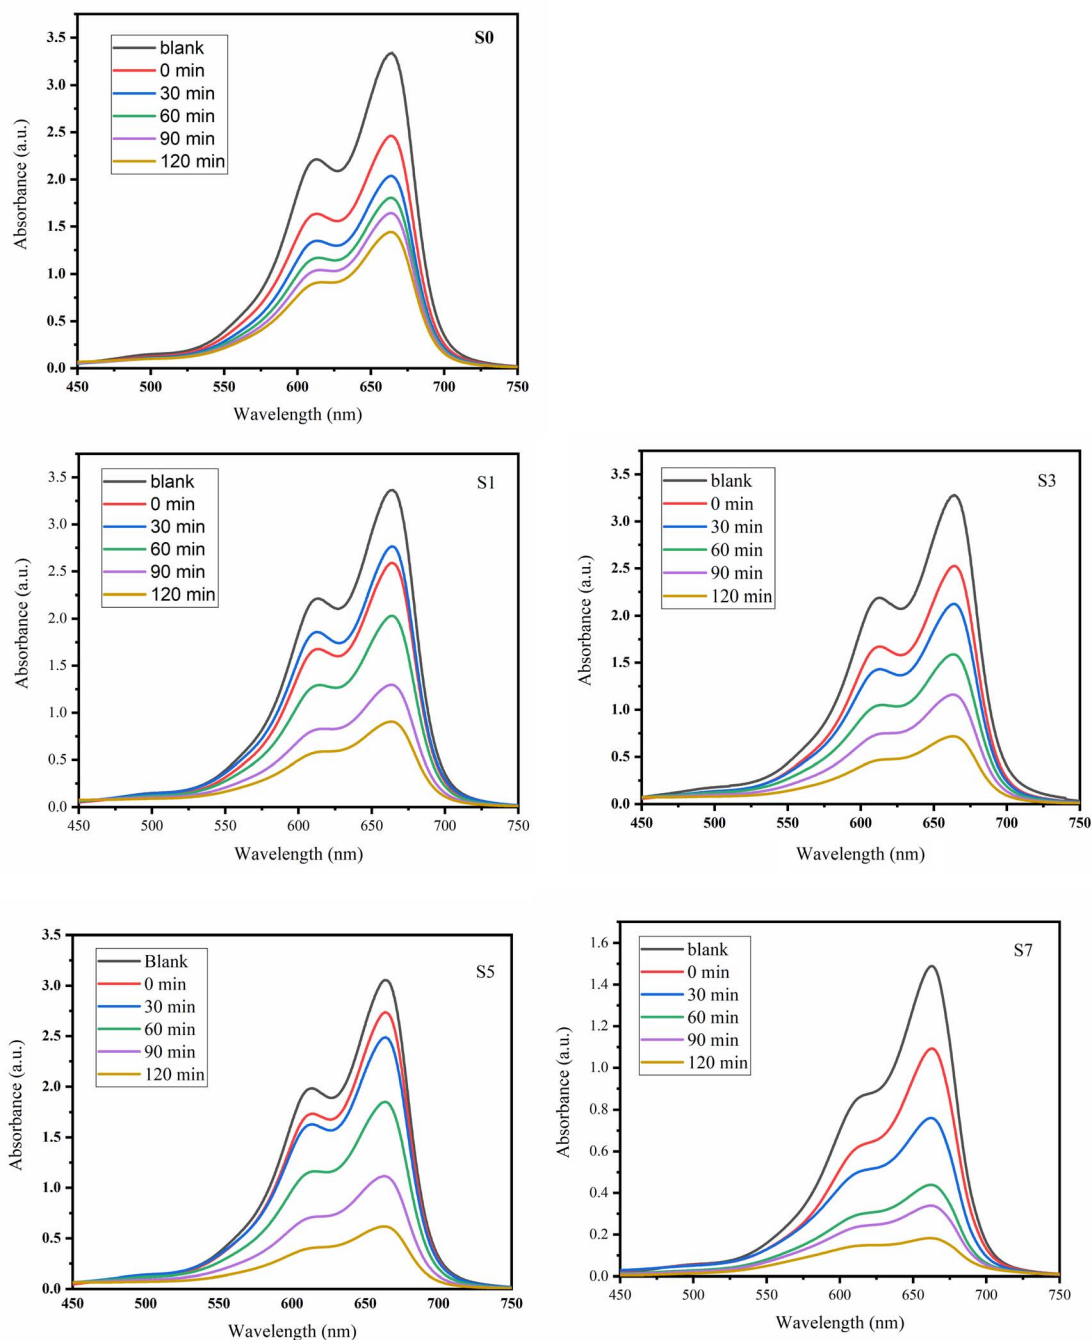 S0
blank
0 min
30 min
60 min
90 min
120 min
3.5
3.0
2.5
2.0
1.5
1.0
0.5
0.0
Absorbance (a.u.)
450 500 550 600 650 700 750
Wavelength (nm)
S1
blank
0 min
30 min
60 min
90 min
120 min
3.5
3.0
2.5
2.0
1.5
1.0
0.5
0.0
Absorbance (a.u.)
450 500 550 600 650 700 750
Wavelength (nm)
S3
blank
0 min
30 min
60 min
90 min
120 min
3.5
3.0
2.5
2.0
1.5
1.0
0.5
0.0
Absorbance (a.u.)
450 500 550 600 650 700 750
Wavelength (nm)
S5
Blank
0 min
30 min
60 min
90 min
120 min
3.5
3.0
2.5
2.0
1.5
1.0
0.5
0.0
Absorbance (a.u.)
450 500 550 600 650 700 750
Wavelength (nm)
S7
blank
0 min
30 min
60 min
90 min
120 min
1.6
1.4
1.2
1.0
0.8
0.6
0.4
0.2
0.0
Absorbance (a.u.)
450 500 550 600 650 700 750
Wavelength (nm)